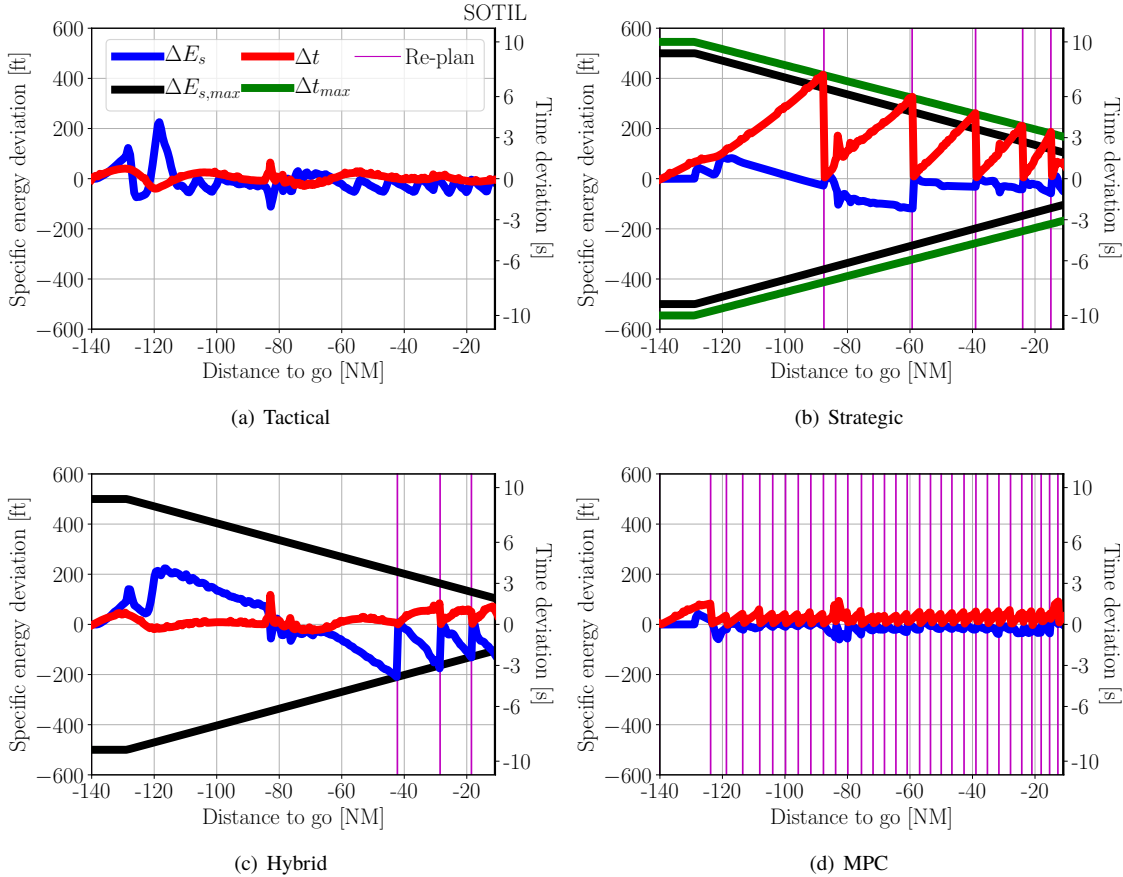 SOTIL
600
400
200
0
−200
−400
−600
Specific energy deviation [ft]
ΔE_s
ΔE_{s,max}
Δt
Δt_{max}
Re-plan
10
6
3
0
-3
-6
-10
Time deviation [s]
-140 -120 -100 -80 -60 -40 -20
Distance to go [NM]
(a) Tactical
600
400
200
0
−200
−400
−600
Specific energy deviation [ft]
10
6
3
0
-3
-6
-10
Time deviation [s]
-140 -120 -100 -80 -60 -40 -20
Distance to go [NM]
(b) Strategic
600
400
200
0
−200
−400
−600
Specific energy deviation [ft]
10
6
3
0
-3
-6
-10
Time deviation [s]
-140 -120 -100 -80 -60 -40 -20
Distance to go [NM]
(c) Hybrid
600
400
200
0
−200
−400
−600
Specific energy deviation [ft]
10
6
3
0
-3
-6
-10
Time deviation [s]
-140 -120 -100 -80 -60 -40 -20
Distance to go [NM]
(d) MPC